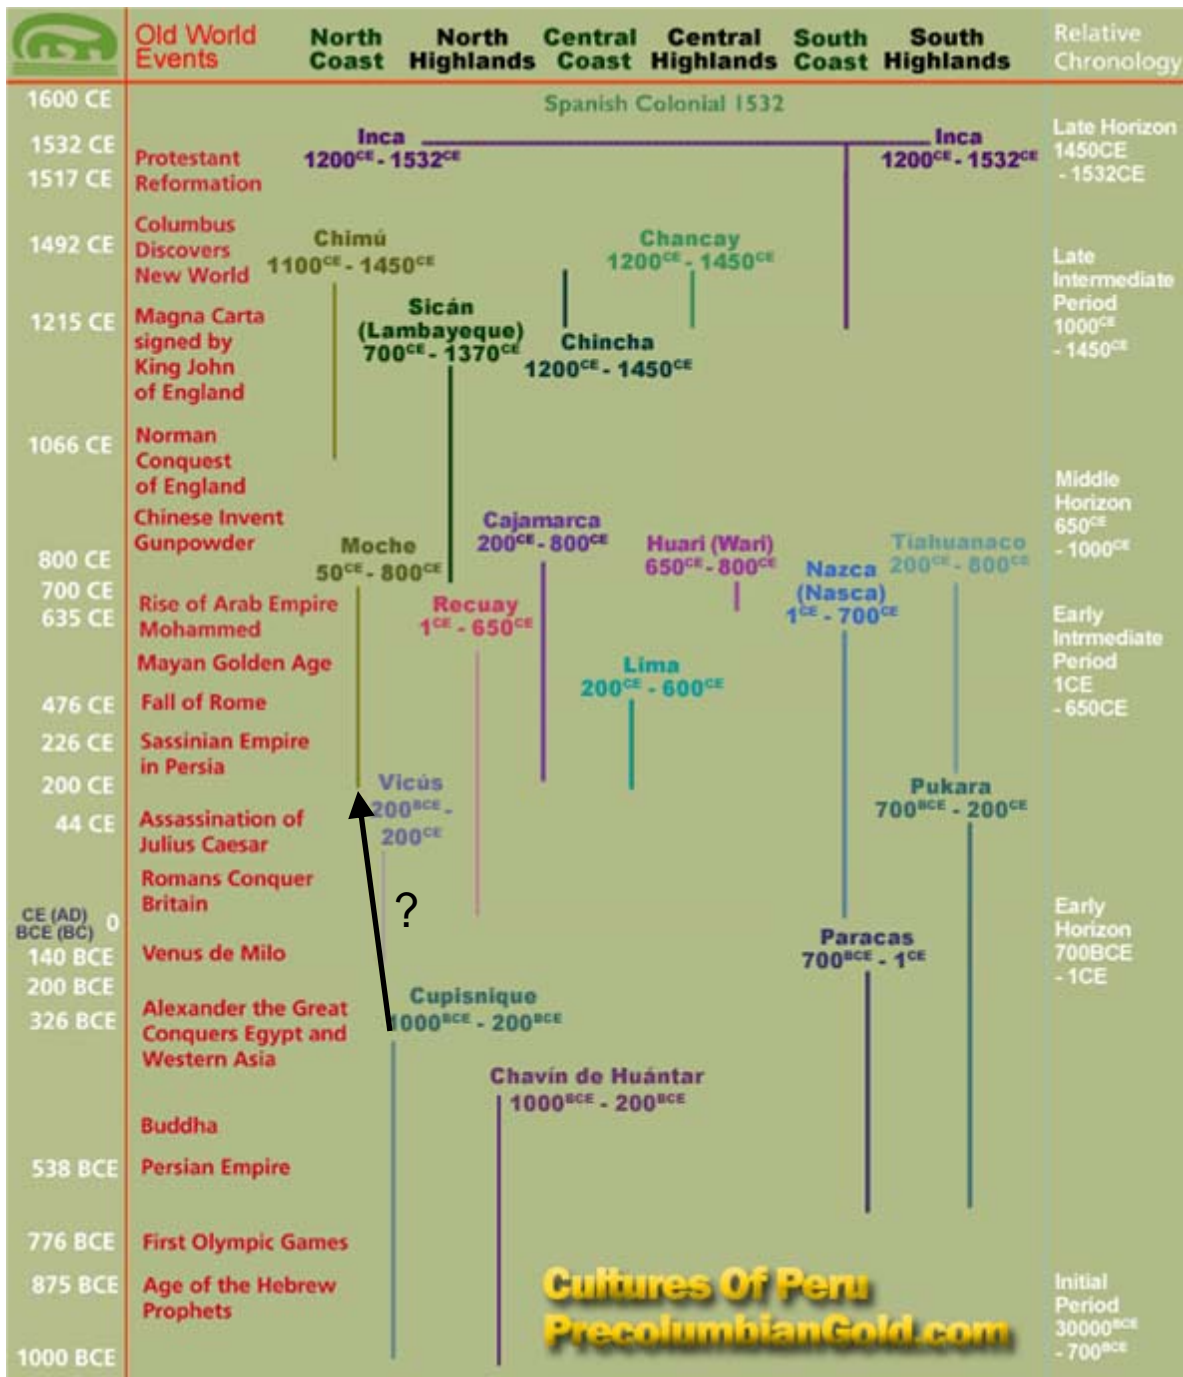 Old World
Events
North
Coast
North
Highlands
Central
Coast
Central
Highlands
South
Coast
South
Highlands
Relative
Chronology
1600 CE
Spanish Colonial 1532
1532 CE
1517 CE
Protestant
Reformation
Inca
1200CE - 1532CE
Inca
1200CE - 1532CE
Late Horizon
1450CE
- 1532CE
1492 CE
Columbus
Discovers
New World
Chimú
1100CE - 1450CE
Chancay
1200CE - 1450CE
Late
Intermediate
Period
1000CE
- 1450CE
1215 CE
Magna Carta
signed by
King John
of England
Sicán
(Lambayeque)
700CE - 1370CE
Chincha
1200CE - 1450CE
1066 CE
Norman
Conquest
of England
Middle
Horizon
650CE
- 1000CE
Chinese Invent
Gunpowder
800 CE
Moche
50CE - 800CE
Cajamarca
200CE - 800CE
Huari (Wari)
650CE - 800CE
Nazca
(Nasca)
1CE - 700CE
Tiahuanaco
200CE - 800CE
700 CE
635 CE
Rise of Arab Empire
Mohammed
Recuay
1CE - 650CE
Early
Intrmediate
Period
1CE
- 650CE
Mayan Golden Age
Lima
200CE - 600CE
476 CE
Fall of Rome
226 CE
Sassinian Empire
in Persia
200 CE
Vicús
200BCE -
200CE
Pukara
700BCE - 200CE
44 CE
Assassination of
Julius Caesar
Romans Conquer
Britain
?
CE (AD)
BCE (BC) 0
Early
Horizon
700BCE
- 1CE
140 BCE
Venus de Milo
Paracas
700BCE - 1CE
200 BCE
326 BCE
Alexander the Great
Conquers Egypt and
Western Asia
Cupisnique
1000BCE - 200BCE
Chavín de Huántar
1000BCE - 200BCE
Buddha
538 BCE
Persian Empire
776 BCE
First Olympic Games
875 BCE
Age of the Hebrew
Prophets
Cultures Of Peru
PrecolumbianGold.com
Initial
Period
30000BCE
- 700BCE
1000 BCE